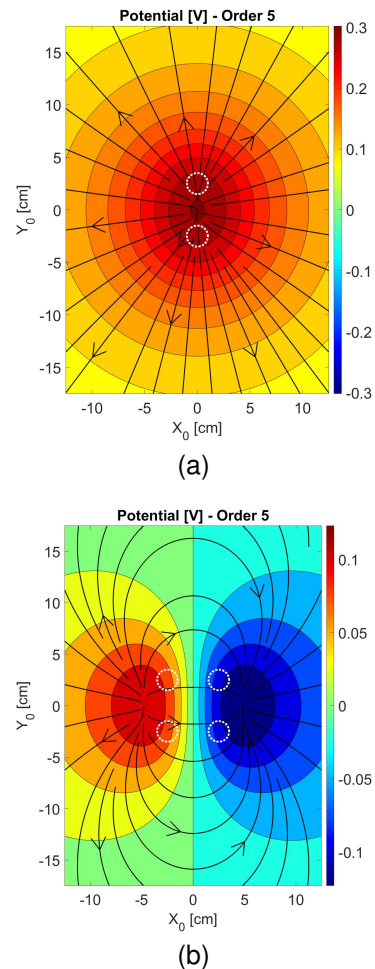 Potential [V] - Order 5
0.3
0.2
0.1
0
-0.1
-0.2
-0.3
15
10
5
0
-5
-10
-15
Y0 [cm]
-10 -5 0 5 10
X0 [cm]
(a)
Potential [V] - Order 5
0.1
0.05
0
-0.05
-0.1
15
10
5
0
-5
-10
-15
Y0 [cm]
-10 -5 0 5 10
X0 [cm]
(b)